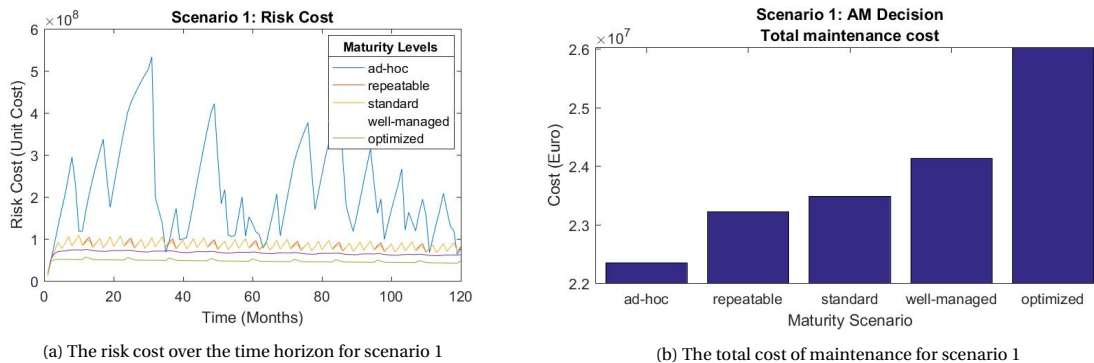 Scenario 1: Risk Cost
×10⁸
6
5
4
3
2
1
0
Risk Cost (Unit Cost)
Maturity Levels
ad-hoc
repeatable
standard
well-managed
optimized
0 20 40 60 80 100 120
Time (Months)
(a) The risk cost over the time horizon for scenario 1
Scenario 1: AM Decision
Total maintenance cost
×10⁷
2.6
2.5
2.4
2.3
2.2
Cost (Euro)
ad-hoc repeatable standard well-managed optimized
Maturity Scenario
(b) The total cost of maintenance for scenario 1